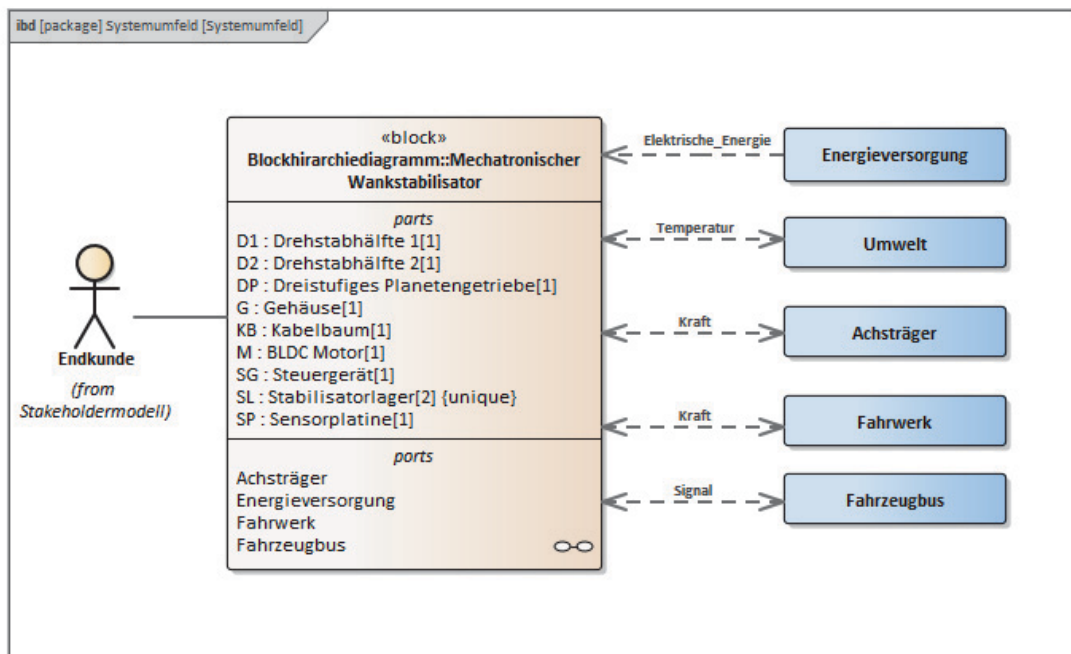 ibd [package] Systemumfeld [Systemumfeld]
«block»
Blockhirarchiediagramm::Mechatronischer
Wankstabilisator
parts
D1 : Drehstabhälfte 1[1]
D2 : Drehstabhälfte 2[1]
DP : Dreistufiges Planetengetriebe[1]
G : Gehäuse[1]
KB : Kabelbaum[1]
M : BLDC Motor[1]
SG : Steuergerät[1]
SL : Stabilisatorlager[2] {unique}
SP : Sensorplatine[1]
ports
Achsträger
Energieversorgung
Fahrwerk
Fahrzeugbus
Endkunde
(from
Stakeholdermodell)
Elektrische_Energie
Energieversorgung
Temperatur
Umwelt
Kraft
Achsträger
Kraft
Fahrwerk
Signal
Fahrzeugbus